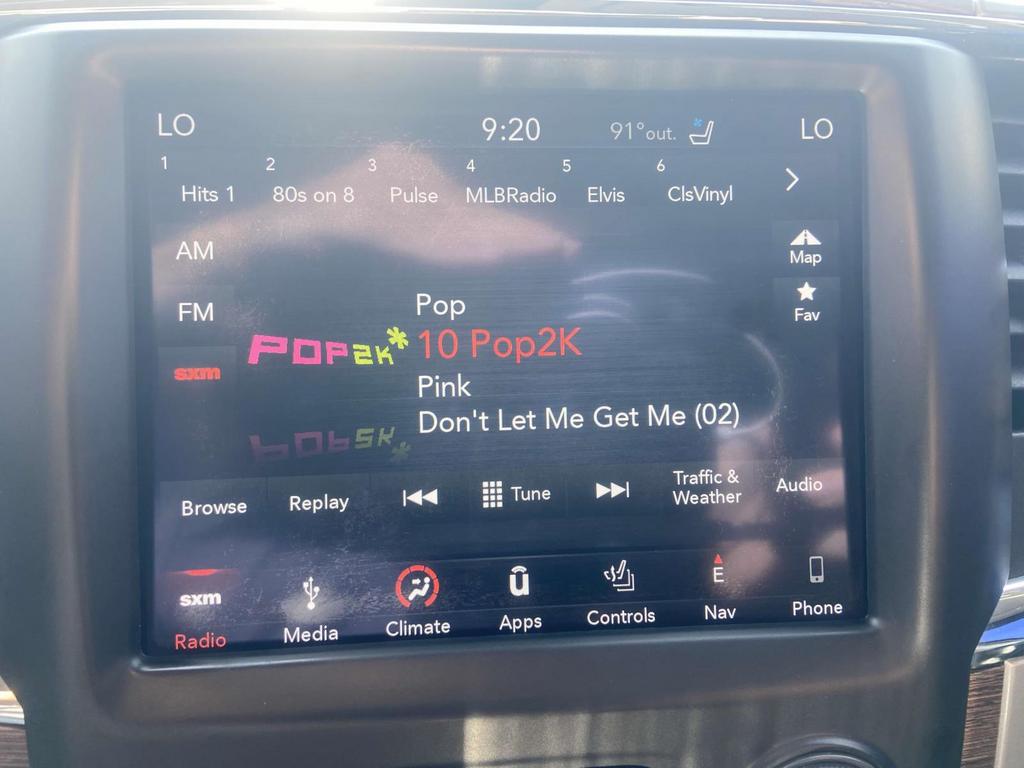 LO 9:20 91°out. LO
1 2 3 4 5 6
Hits 1 80s on 8 Pulse MLBRadio Elvis ClsVinyl
AM
Map
FM
Fav
Pop
POP2K* 10 Pop2K
sxm
Pink
Don't Let Me Get Me (02)
Browse Replay Tune Traffic &
Weather Audio
sxm
u
E
Radio Media Climate Apps Controls Nav Phone